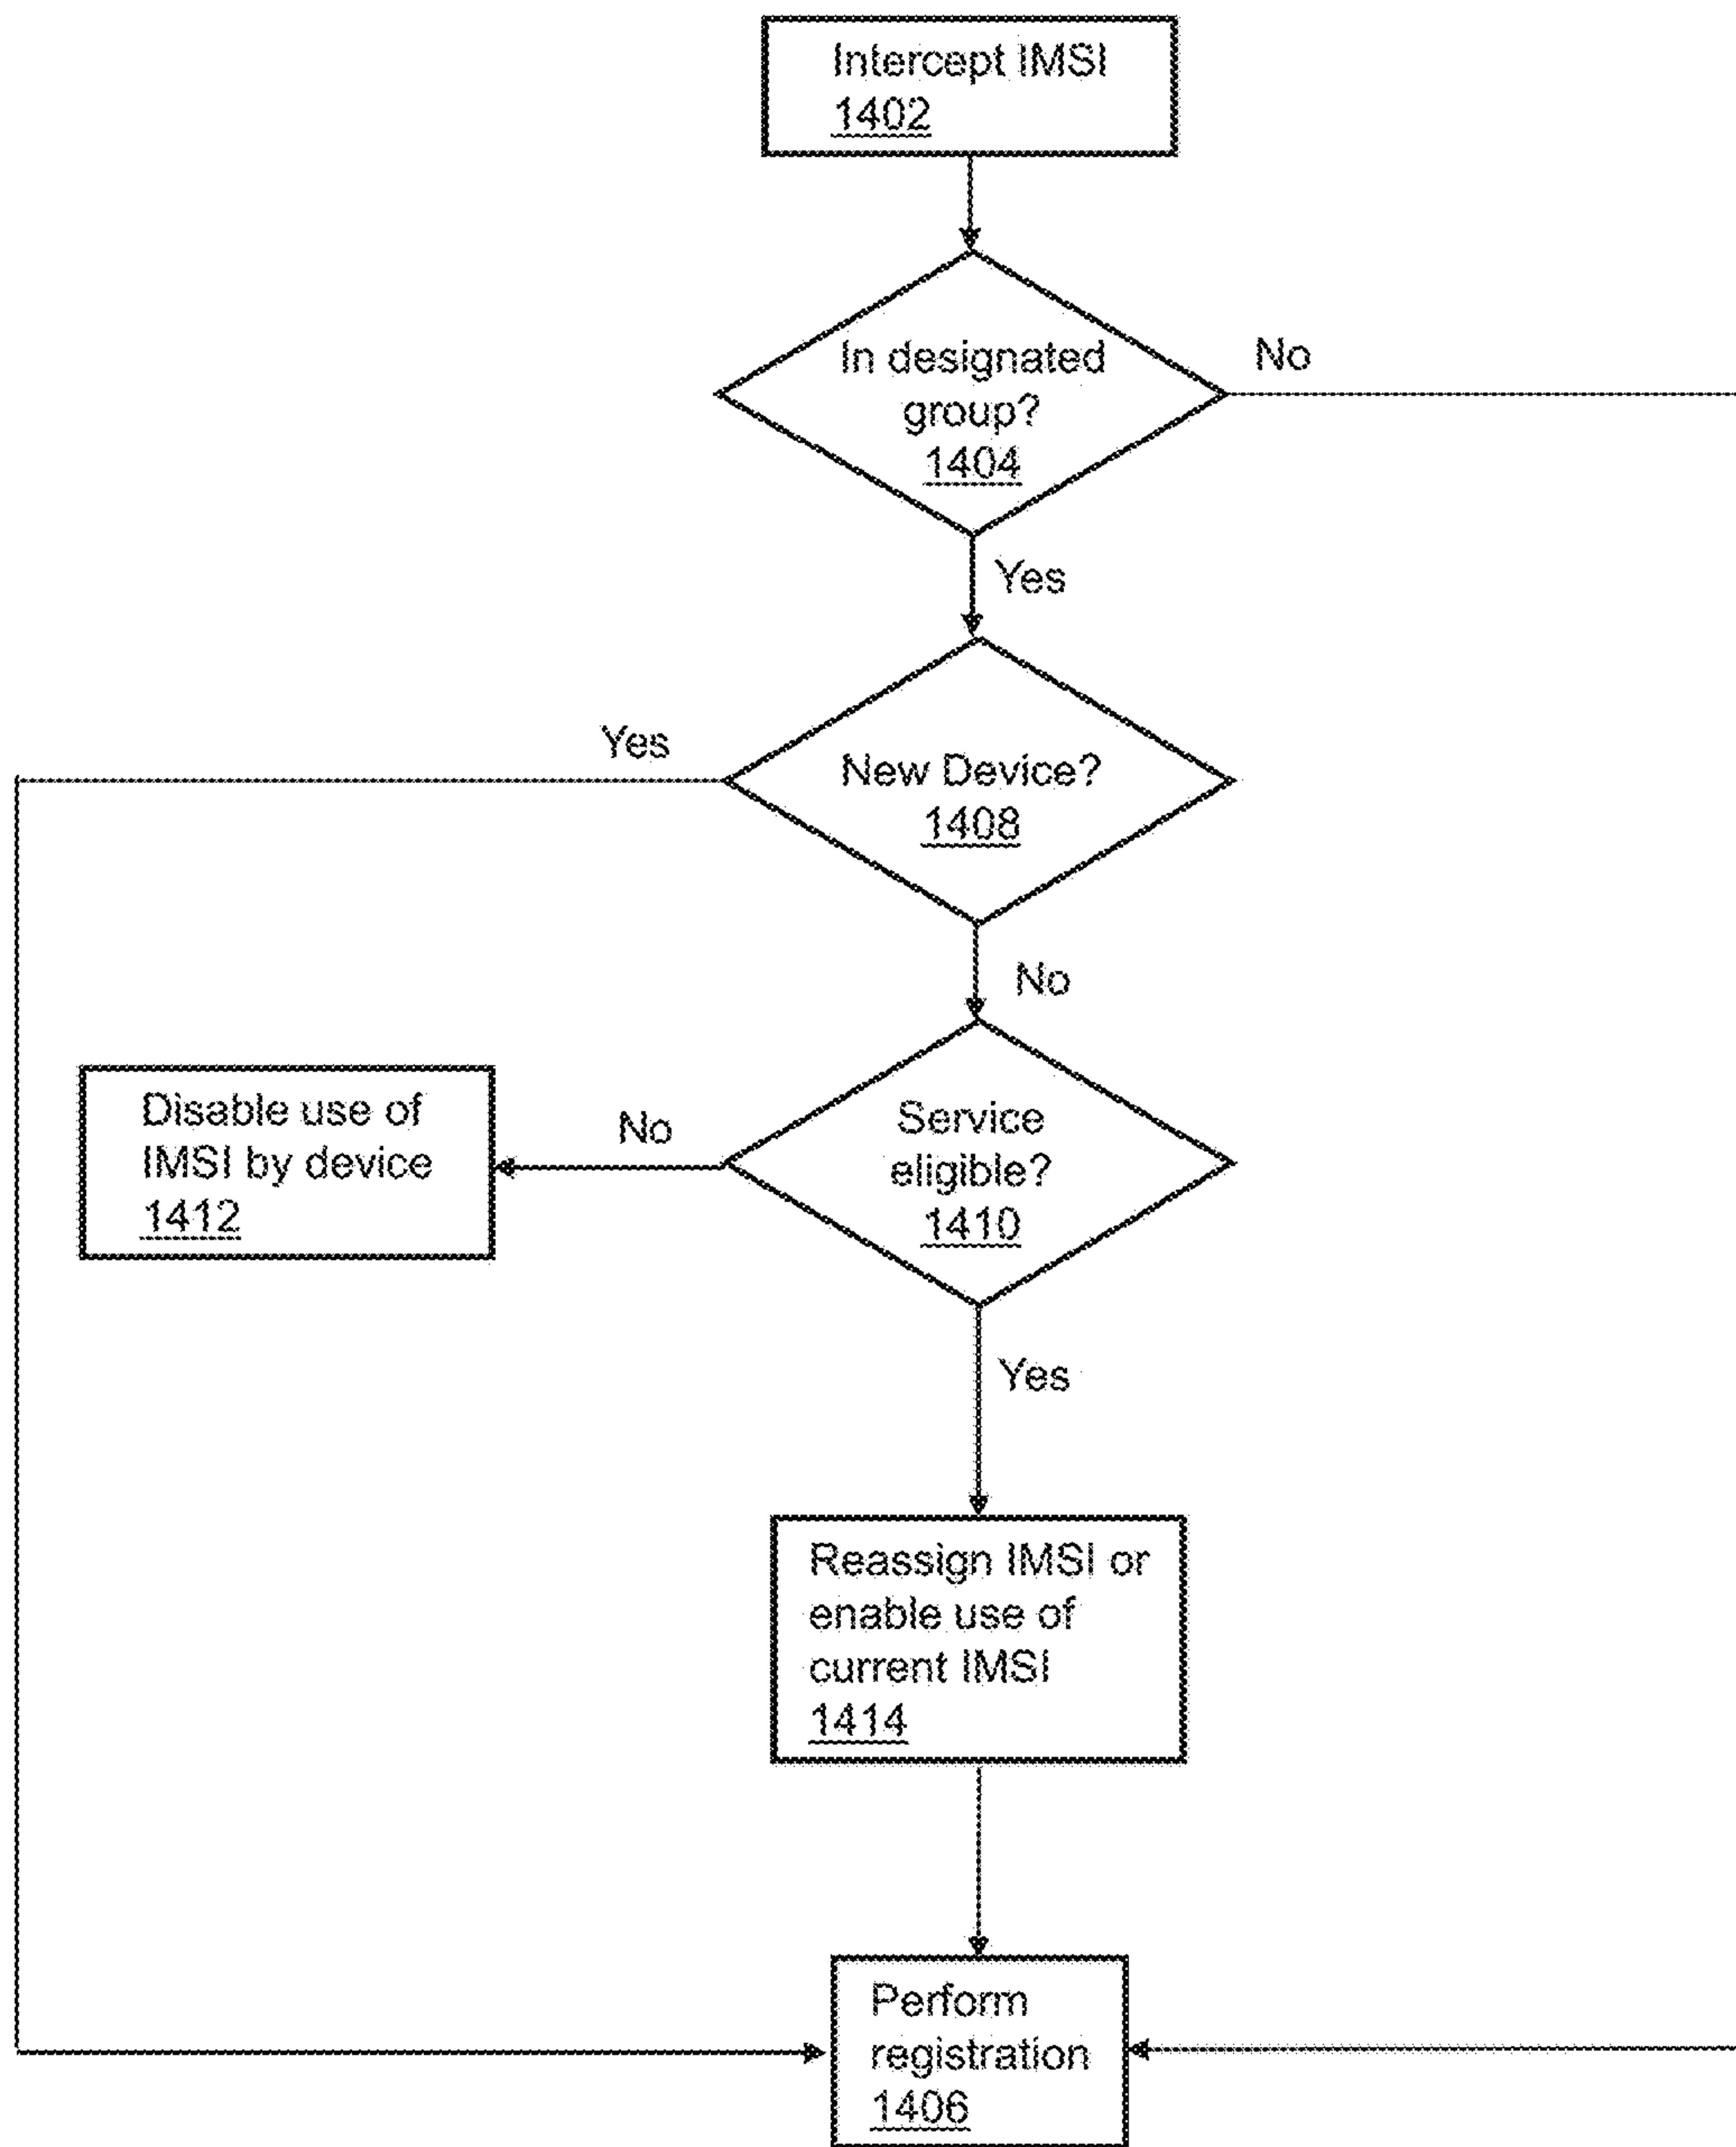 Intercept IMSI
1402
In designated
group?
1404
No
Yes
Yes
New Device?
1408
No
Disable use of
IMSI by device
1412
No
Service
eligible?
1410
Yes
Reassign IMSI or
enable use of
current IMSI
1414
Perform
registration
1406